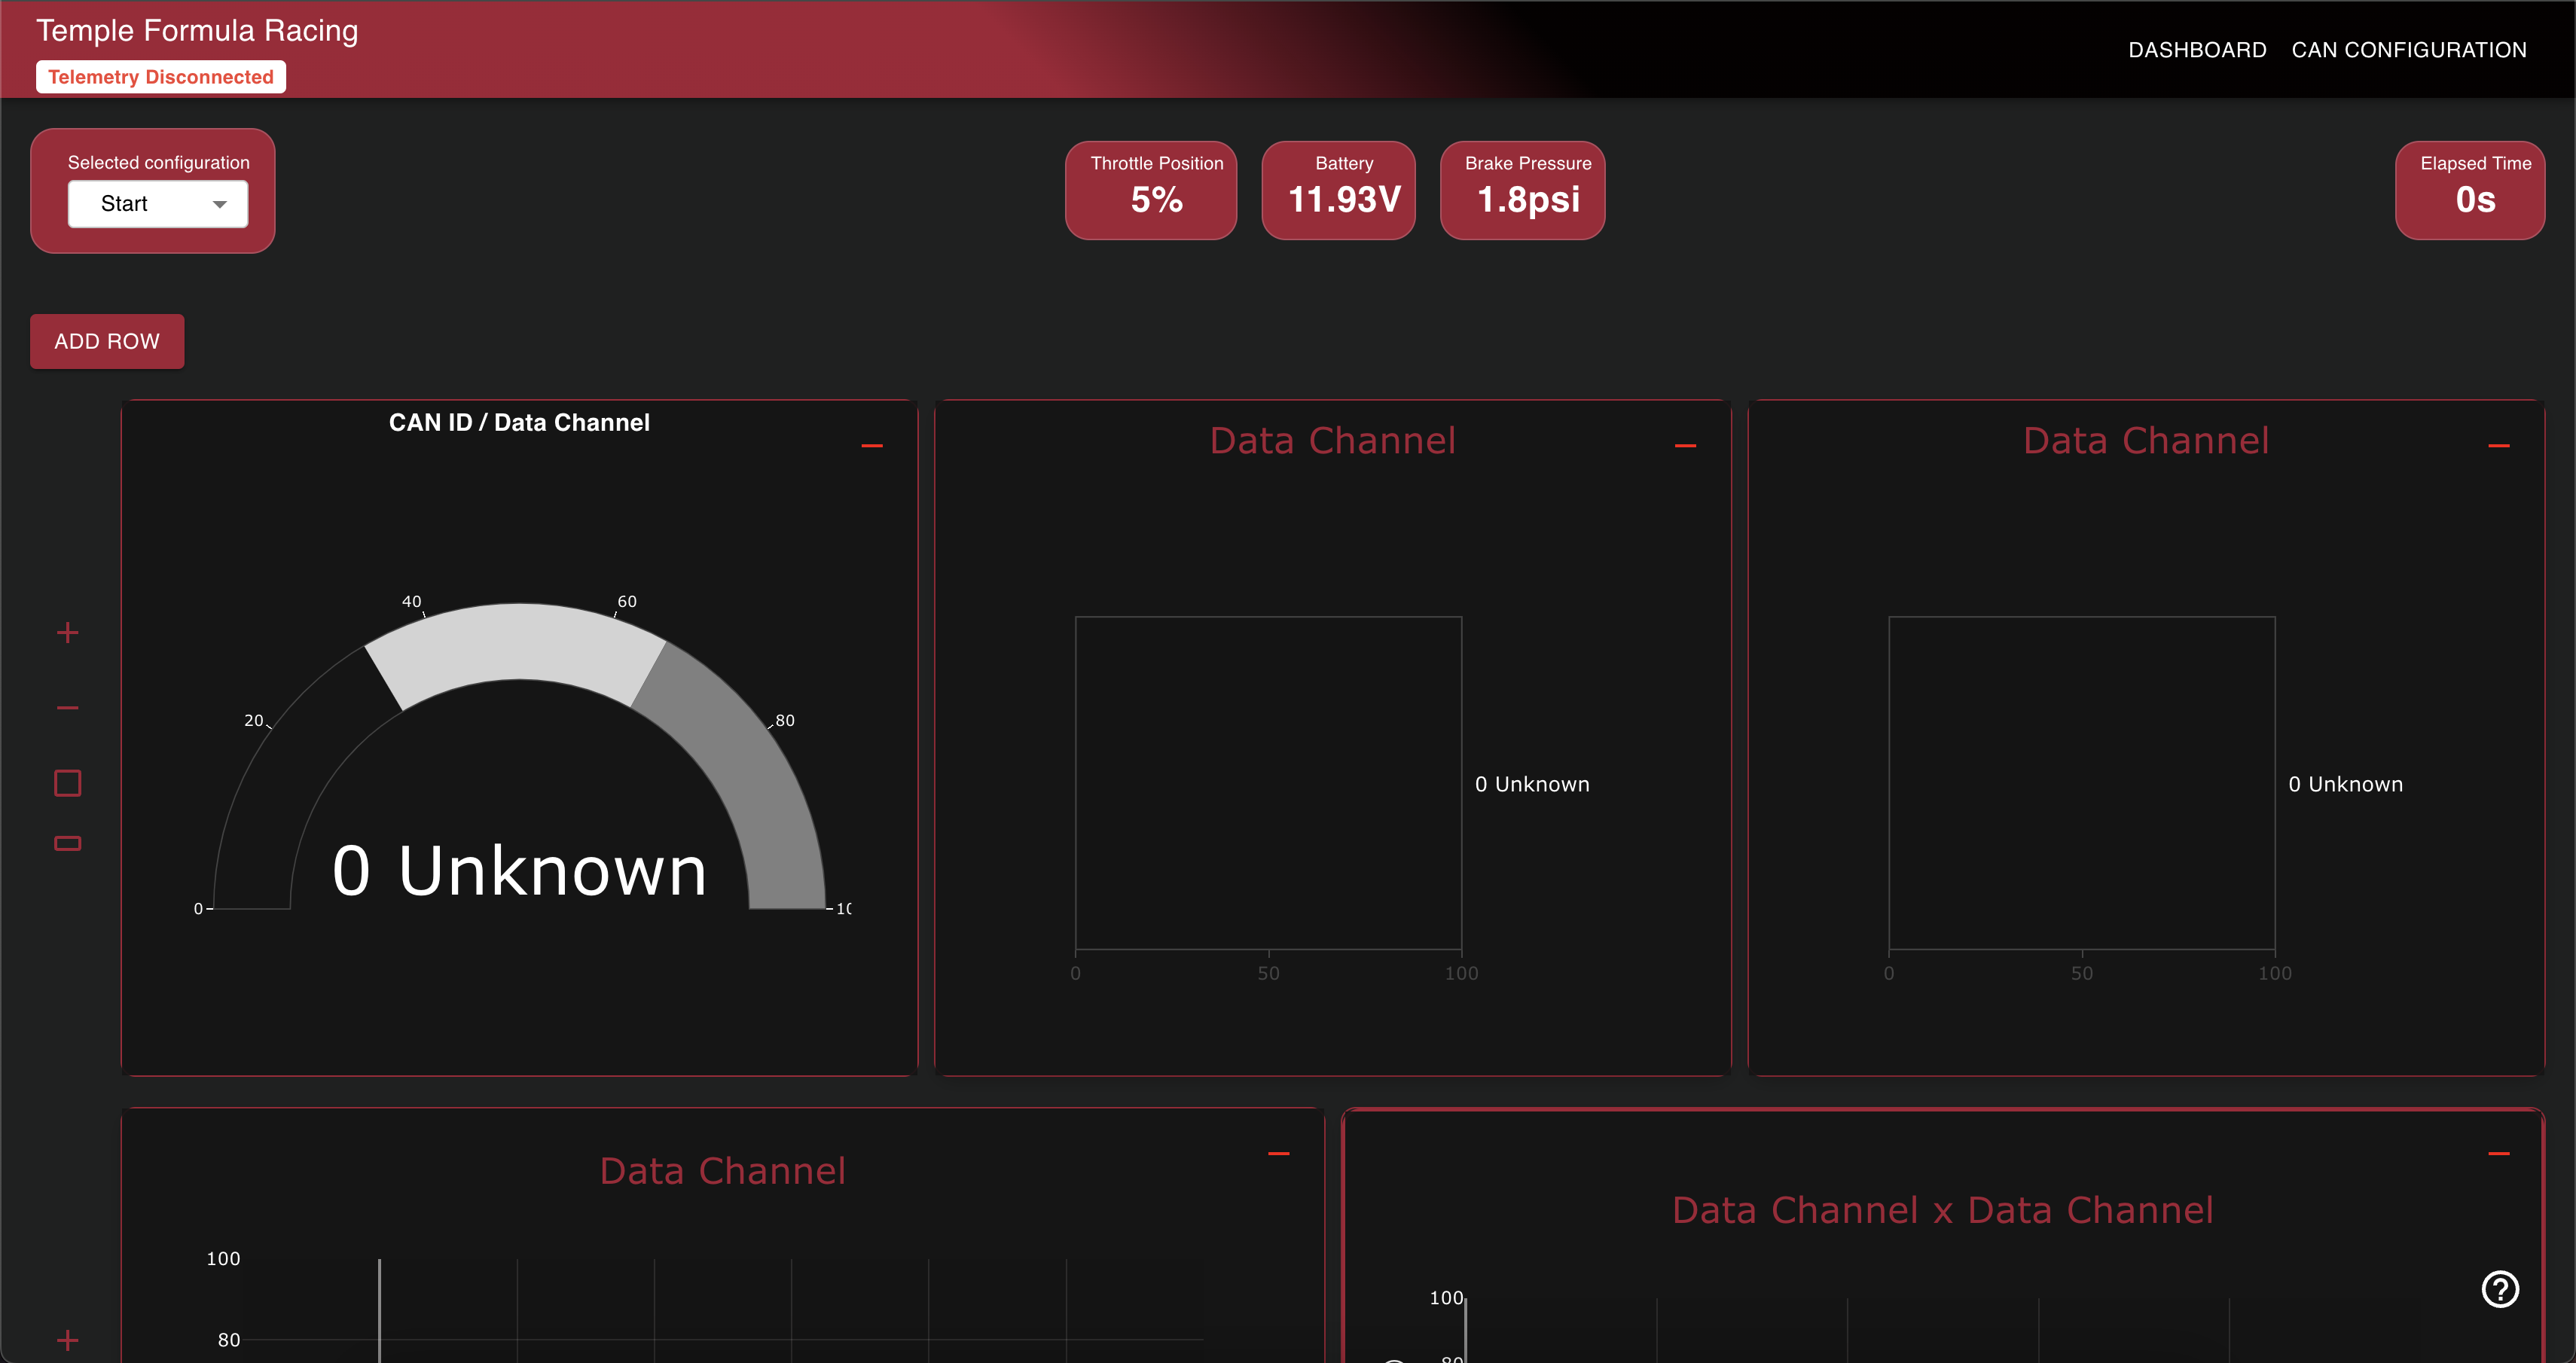 Temple Formula Racing
Telemetry Disconnected
DASHBOARD CAN CONFIGURATION
Selected configuration
Start
Throttle Position
5%
Battery
11.93V
Brake Pressure
1.8psi
Elapsed Time
0s
ADD ROW
CAN ID / Data Channel
0
20
40
60
80
10
0 Unknown
Data Channel
0 Unknown
0 50 100
Data Channel
0 Unknown
0 50 100
Data Channel
100
80
Data Channel x Data Channel
?
100
80